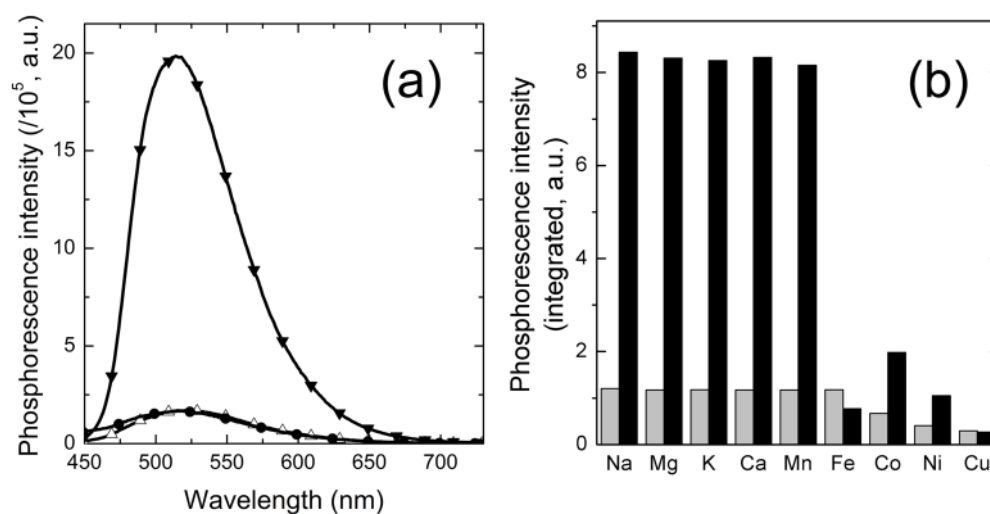 (a)
Phosphorescence intensity (/10⁵, a.u.)
20
15
10
5
0
450 500 550 600 650 700
Wavelength (nm)
(b)
Phosphorescence intensity
(integrated, a.u.)
8
6
4
2
0
Na Mg K Ca Mn Fe Co Ni Cu